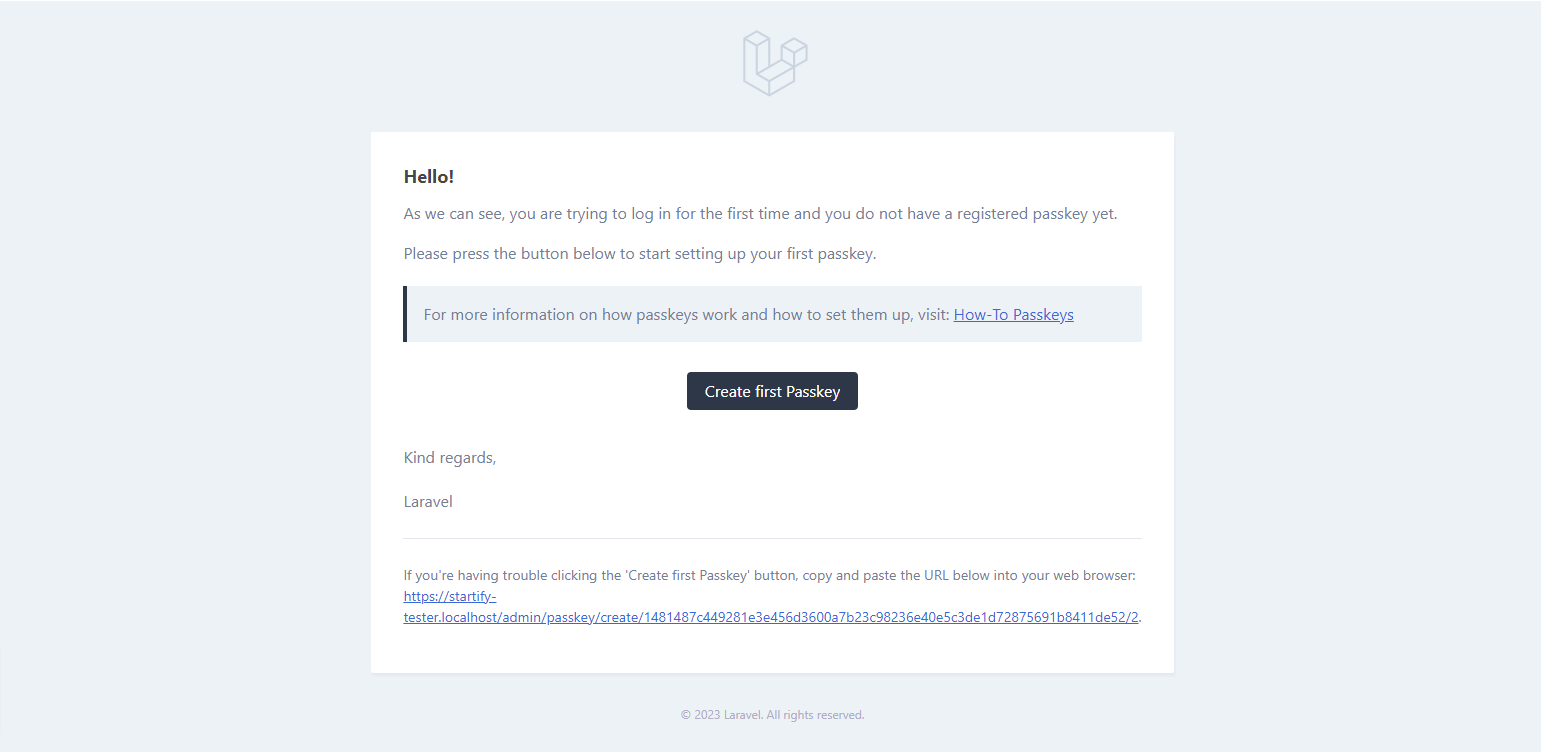 Hello!
As we can see, you are trying to log in for the first time and you do not have a registered passkey yet.
Please press the button below to start setting up your first passkey.
For more information on how passkeys work and how to set them up, visit: How-To Passkeys
Create first Passkey
Kind regards,
Laravel
If you're having trouble clicking the 'Create first Passkey' button, copy and paste the URL below into your web browser:
https://startify-
tester.localhost/admin/passkey/create/1481487c449281e3e456d3600a7b23c98236e40e5c3de1d72875691b8411de52/2.
© 2023 Laravel. All rights reserved.